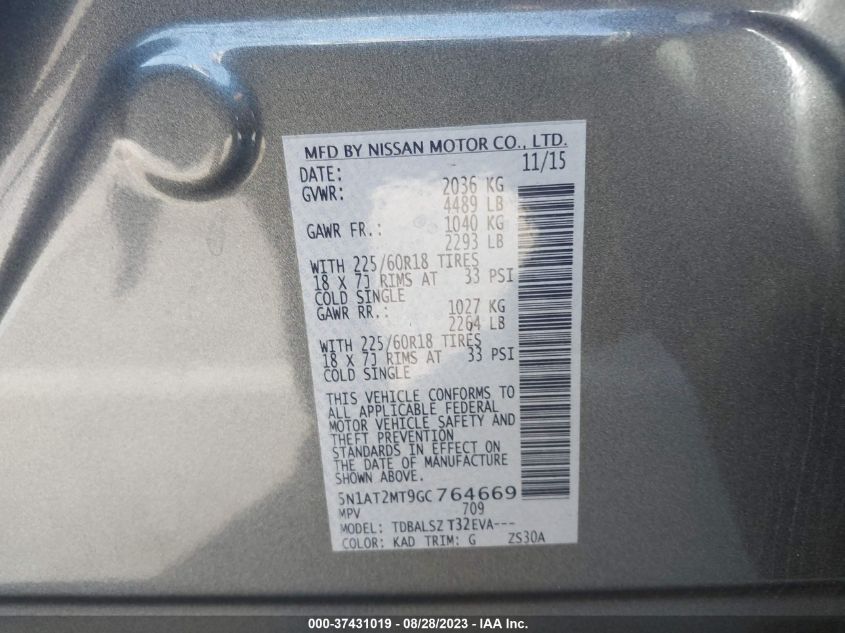 MFD BY NISSAN MOTOR CO., LTD.
DATE: 11/15
GVWR: 2036 KG
4489 LB
GAWR FR.: 1040 KG
2293 LB
WITH 225/60R18 TIRES
18 X 7J RIMS AT 33 PSI
COLD SINGLE
GAWR RR.: 1027 KG
2264 LB
WITH 225/60R18 TIRES
18 X 7J RIMS AT 33 PSI
COLD SINGLE
THIS VEHICLE CONFORMS TO
ALL APPLICABLE FEDERAL
MOTOR VEHICLE SAFETY AND
THEFT PREVENTION
STANDARDS IN EFFECT ON
THE DATE OF MANUFACTURE
SHOWN ABOVE.
5N1AT2MT9GC764669
MPV 709
MODEL: TDBALSZ T32EVA---
COLOR: KAD TRIM: G ZS30A
000-37431019 - 08/28/2023 - IAA Inc.